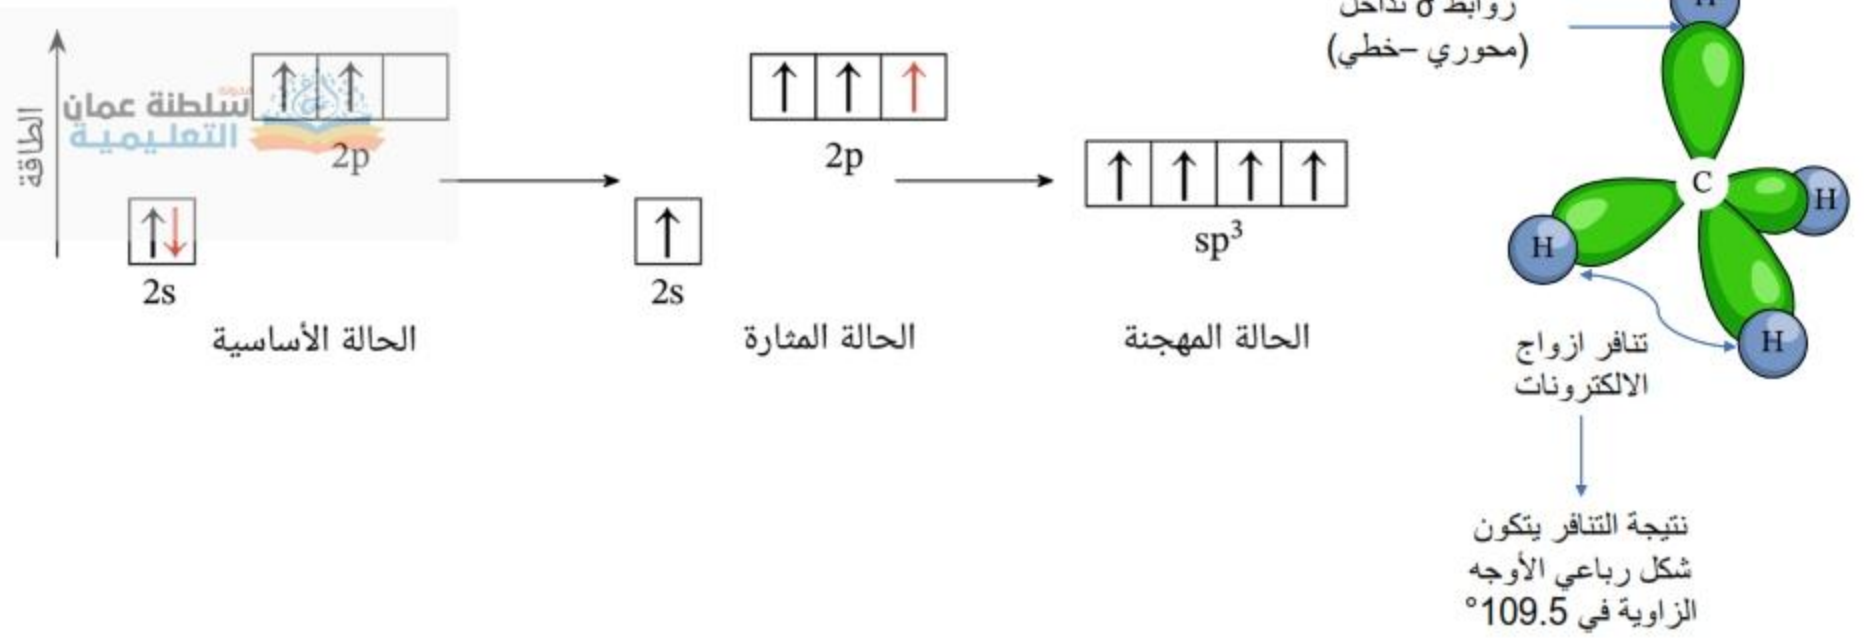 الطاقة
سلطنة عمان
التعليمية
2p
2s
الحالة الأساسية
2p
2s
الحالة المثارة
sp³
الحالة المهجنة
روابط σ تداخل
(محوري –خطي)
H
C
H
H
H
تنافر ازواج
الالكترونات
نتيجة التنافر يتكون
شكل رباعي الأوجه
الزاوية في 109.5°